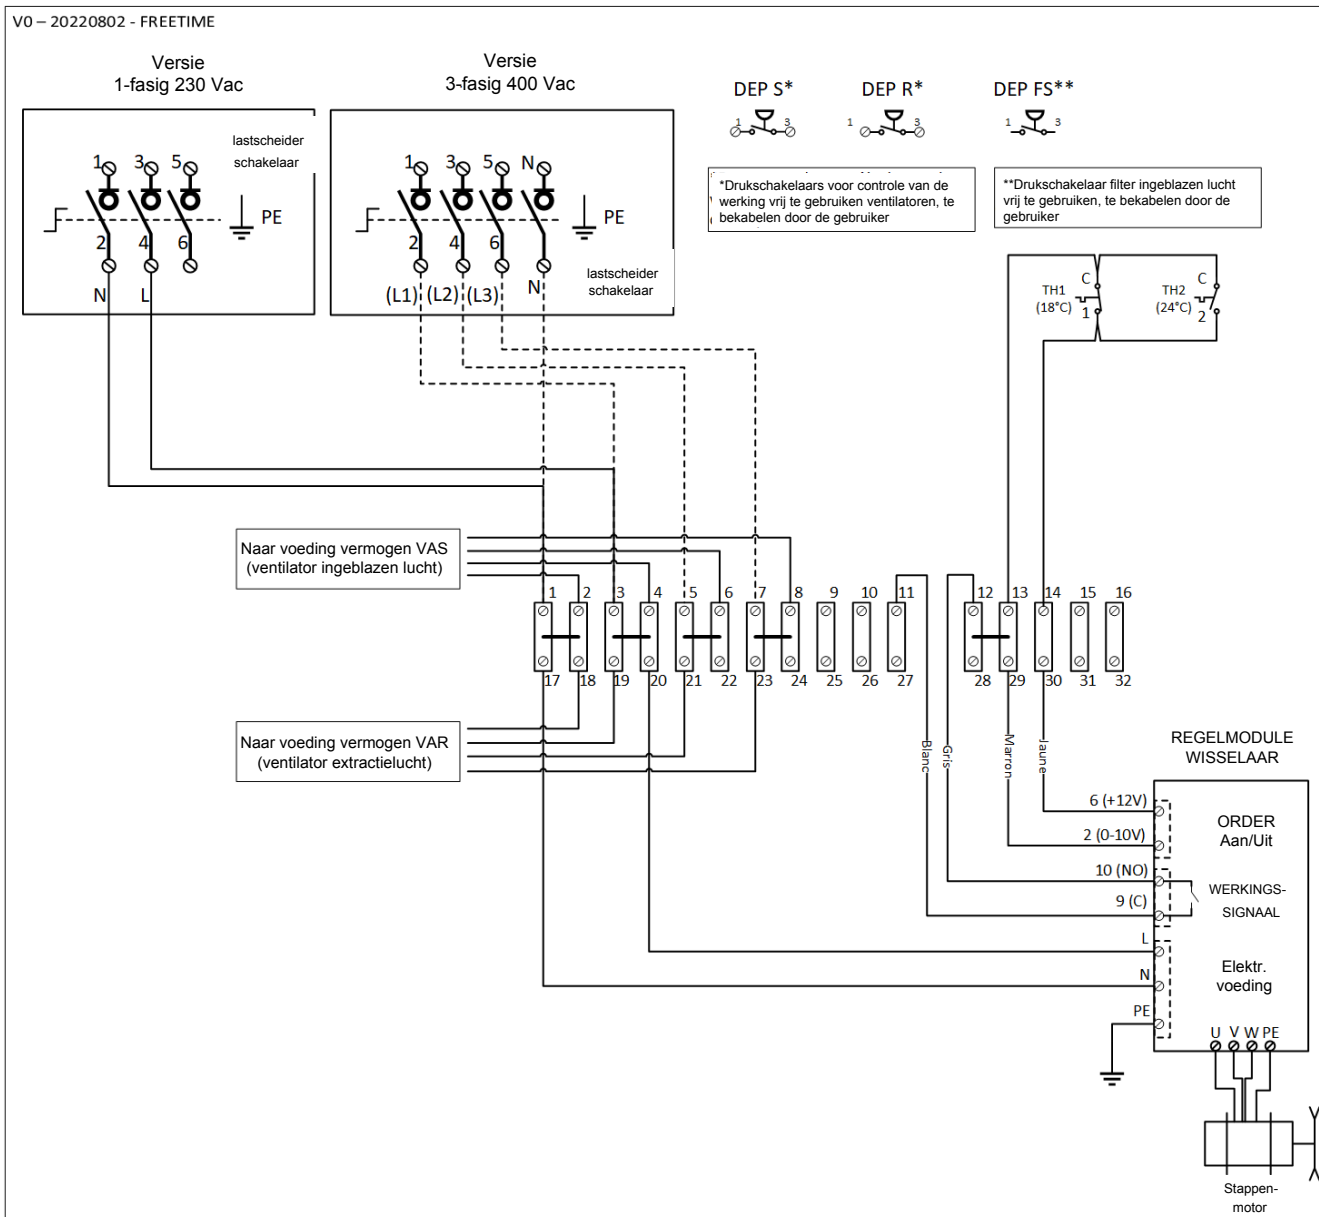 V0 – 20220802 - FREETIME
Versie
1-fasig 230 Vac
Versie
3-fasig 400 Vac
DEP S*
DEP R*
DEP FS**
1 3
1 3
1 3
lastscheider
schakelaar
1 3 5
PE
2 4 6
N L
1 3 5 N
PE
2 4 6
N
(L1) (L2) (L3)
lastscheider
schakelaar
*Drukschakelaars voor controle van de
werking vrij te gebruiken ventilatoren, te
bekabelen door de gebruiker
**Drukschakelaar filter ingeblazen lucht
vrij te gebruiken, te bekabelen door de
gebruiker
C
TH1
(18°C)
1
C
TH2
(24°C)
2
Naar voeding vermogen VAS
(ventilator ingeblazen lucht)
1 2 3 4 5 6 7 8 9 10 11 12 13 14 15 16
17 18 19 20 21 22 23 24 25 26 27 28 29 30 31 32
Naar voeding vermogen VAR
(ventilator extractielucht)
Blanc
Gris
Marron
Jaune
REGELMODULE
WISSELAAR
6 (+12V)
2 (0-10V)
ORDER
Aan/Uit
10 (NO)
9 (C)
WERKINGS-
SIGNAAL
L
N
PE
Elektr.
voeding
U V W PE
Stappen-
motor